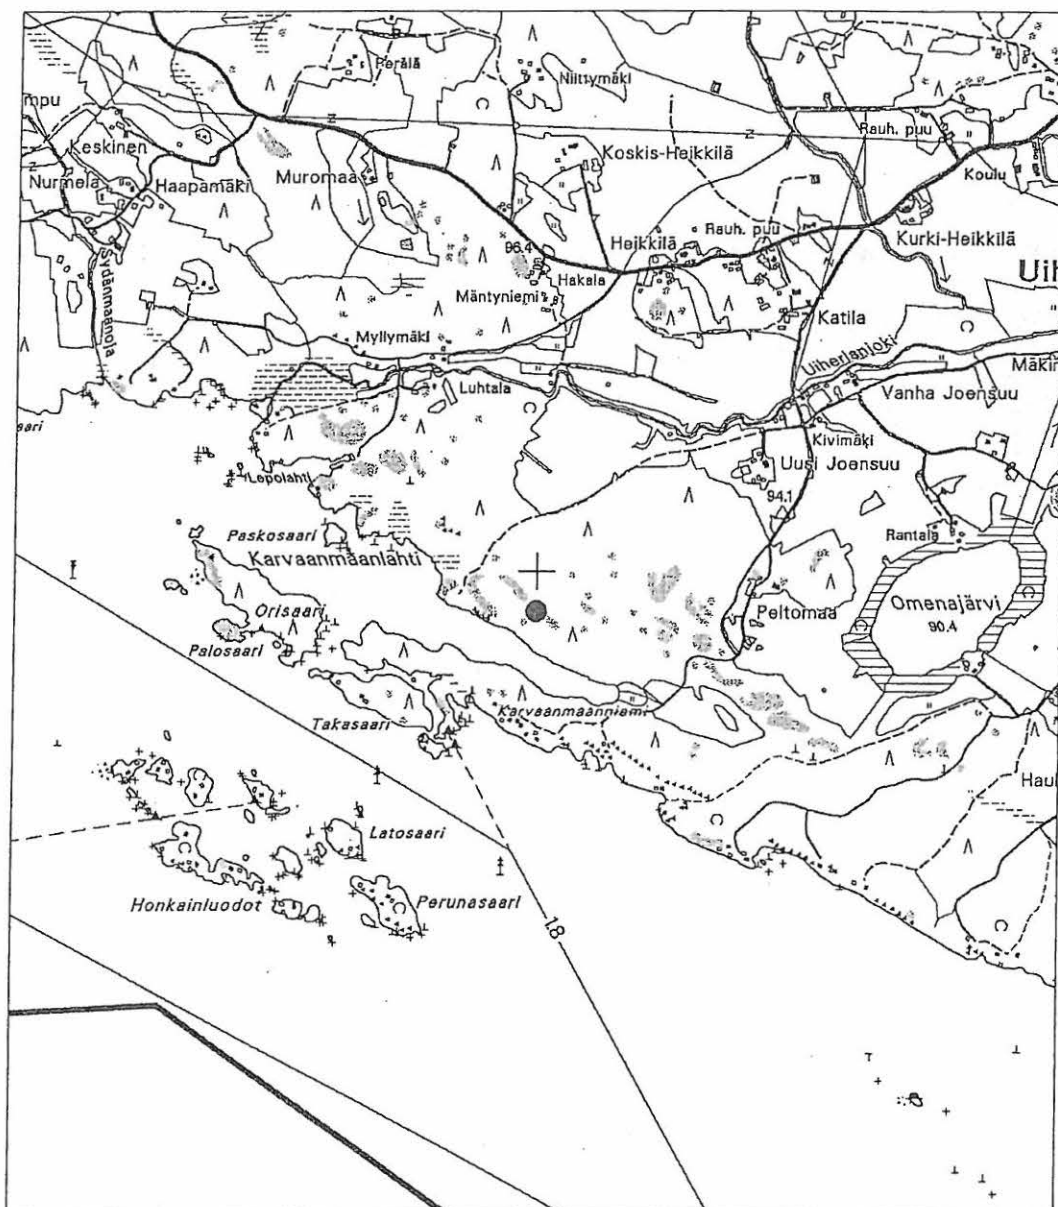 Perälä
Niittymäki
mpu
Keskinen
Rauh. puu
Koskis-Heikkilä
Koulu
Nurmela
Haapamäki
Muromaa
Rauh. puu
Heikkilä
Kurki-Heikkilä
96.4
Hakala
Sydänmaanoja
Mäntyniemi
Katila
Myllymäki
Uiherlanjoki
Mäkin
Luhtala
Vanha Joensuu
saari
Kivimäki
Uusi Joensuu
Lepolahti
94.1
Paskosaari
Rantala
Karvaanmaanlahti
Omenajärvi
90.4
Orisaari
Peltomaa
Palosaari
Karvaanmaanniemi
Takasaari
Haul
Latosaari
Honkainluodot
Perunasaari
18